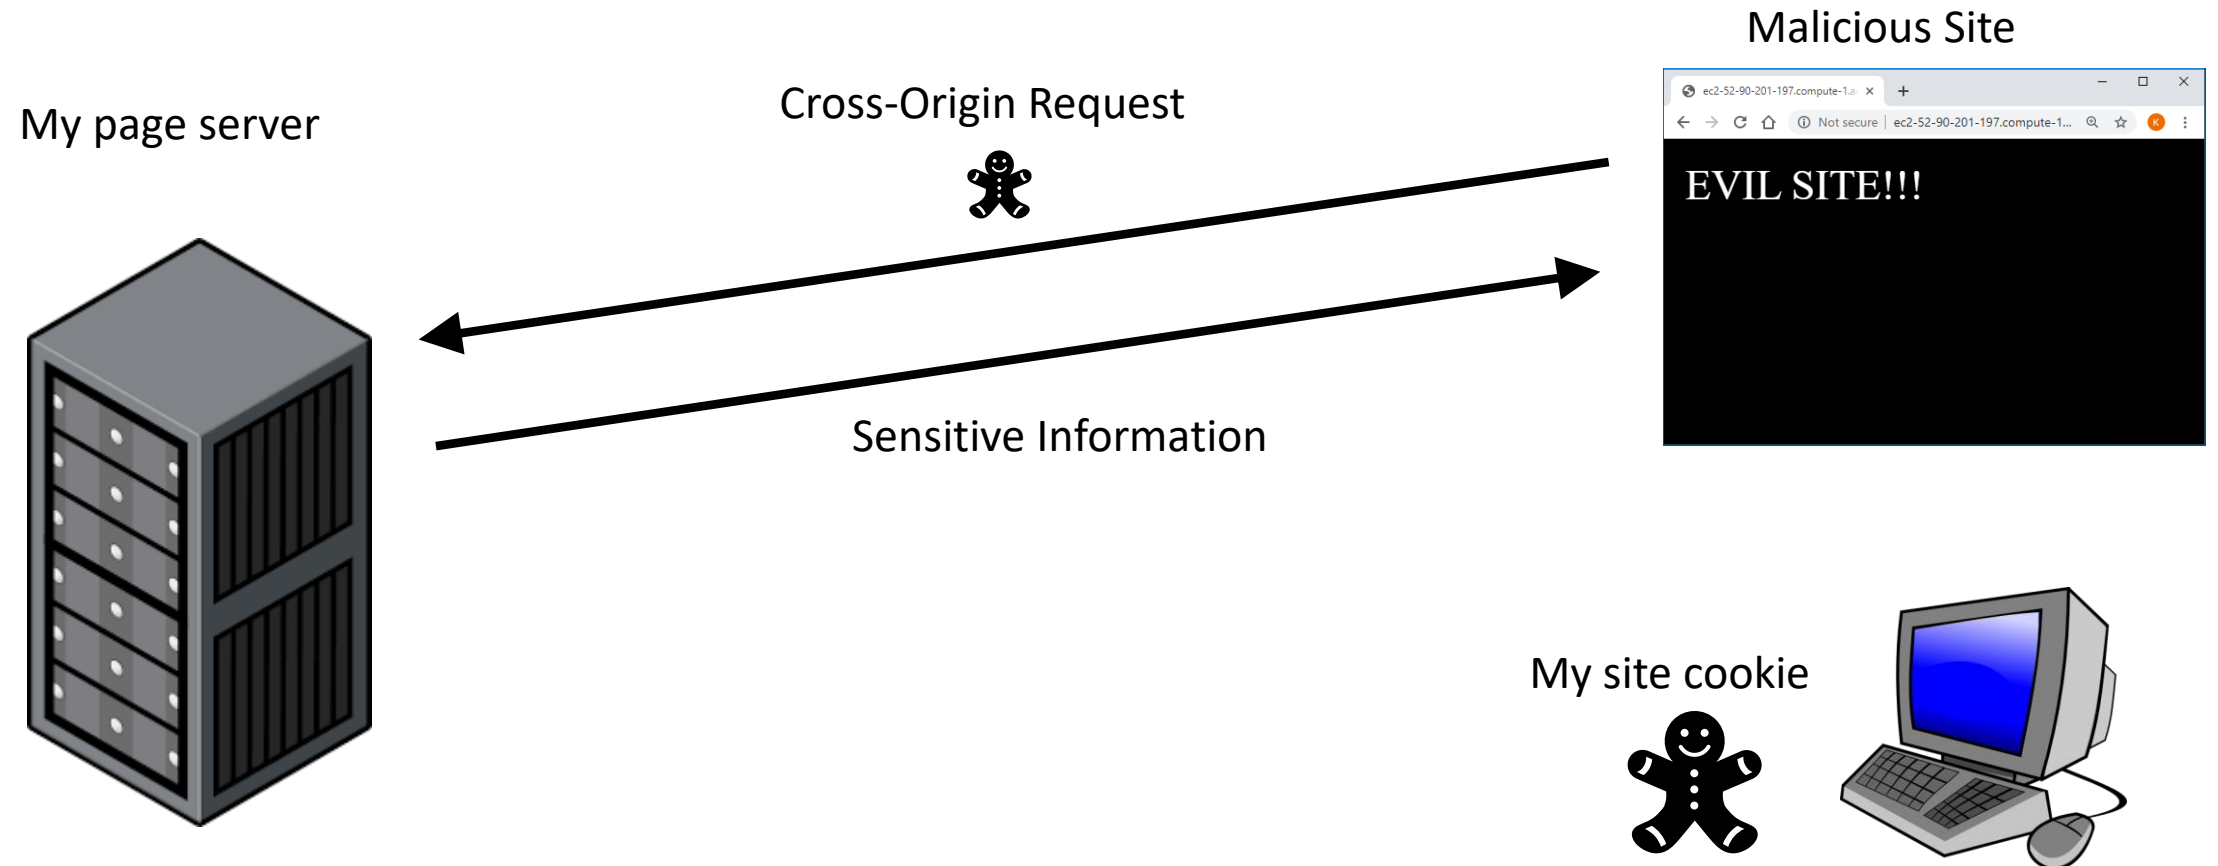 Malicious Site
My page server
Cross-Origin Request
ec2-52-90-201-197.compute-1.a
Not secure | ec2-52-90-201-197.compute-1...
K
EVIL SITE!!!
Sensitive Information
My site cookie